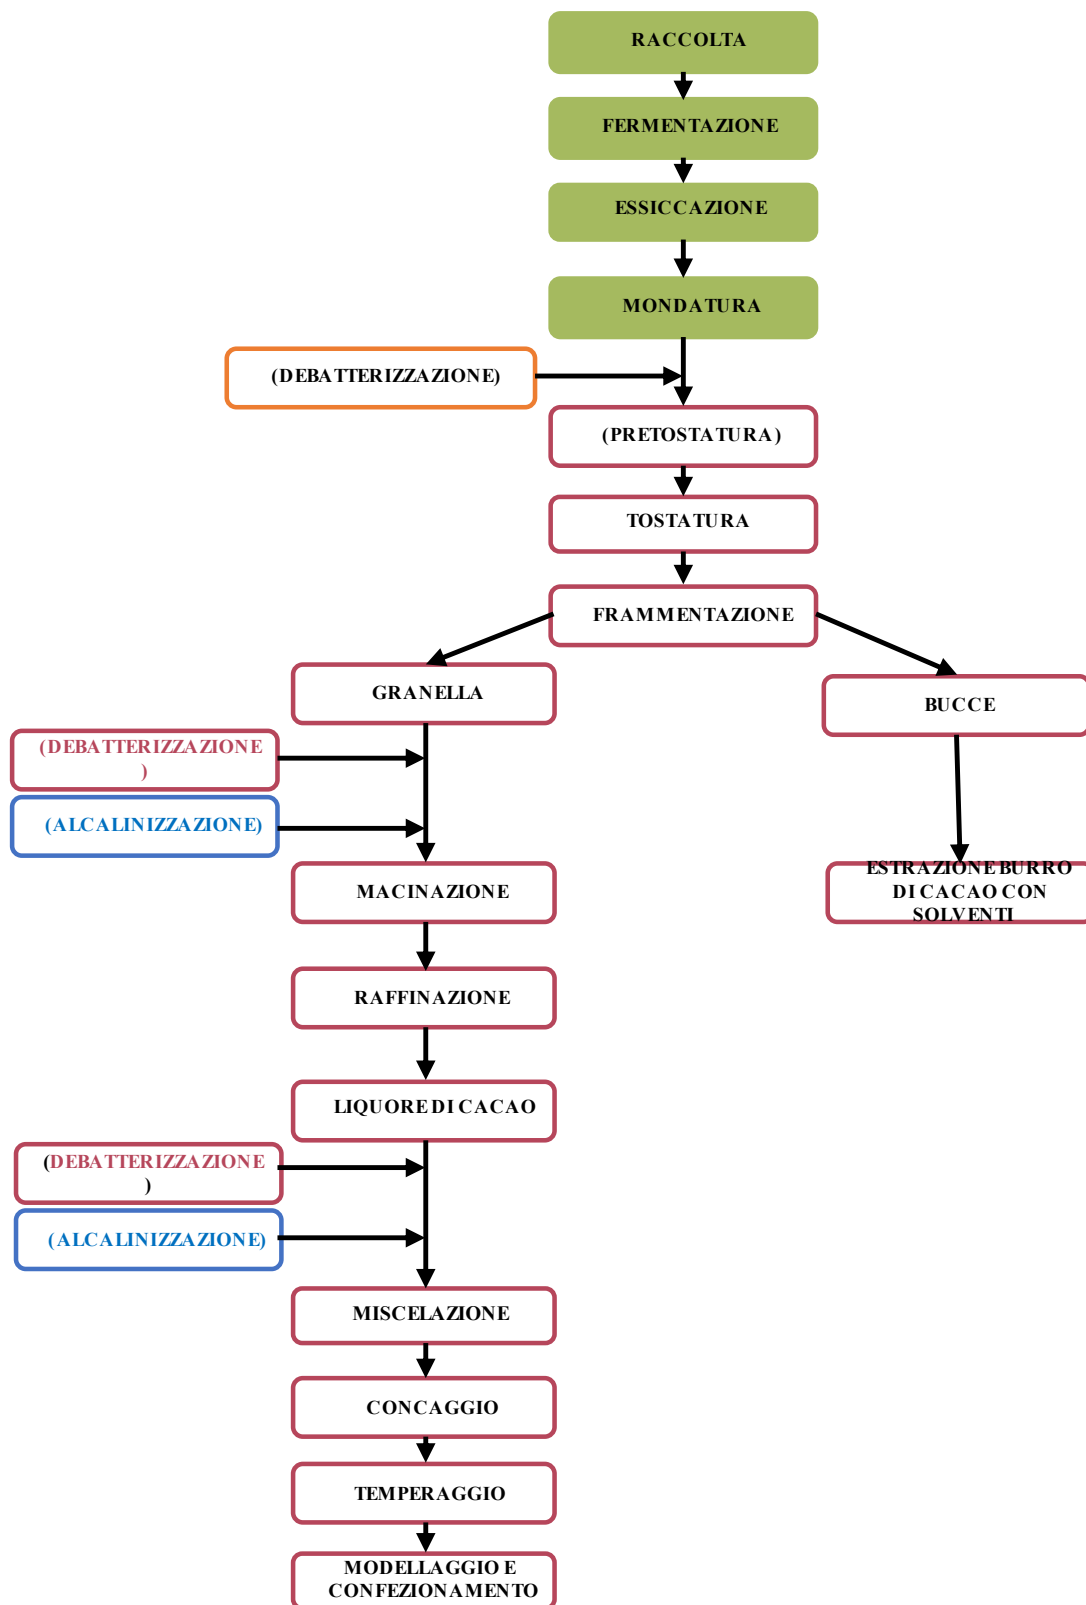 RACCOLTA
FERMENTAZIONE
ESSICCAZIONE
MONDATURA
(DEBATTERIZZAZIONE)
(PRETOSTATURA)
TOSTATURA
FRAMMENTAZIONE
GRANELLA
BUCCE
(DEBATTERIZZAZIONE
)
(ALCALINIZZAZIONE)
MACINAZIONE
ESTRAZIONE BURRO
DI CACAO CON
SOLVENTI
RAFFINAZIONE
LIQUORE DI CACAO
(DEBATTERIZZAZIONE
)
(ALCALINIZZAZIONE)
MISCELAZIONE
CONCAGGIO
TEMPERAGGIO
MODELLAGGIO E
CONFEZIONAMENTO